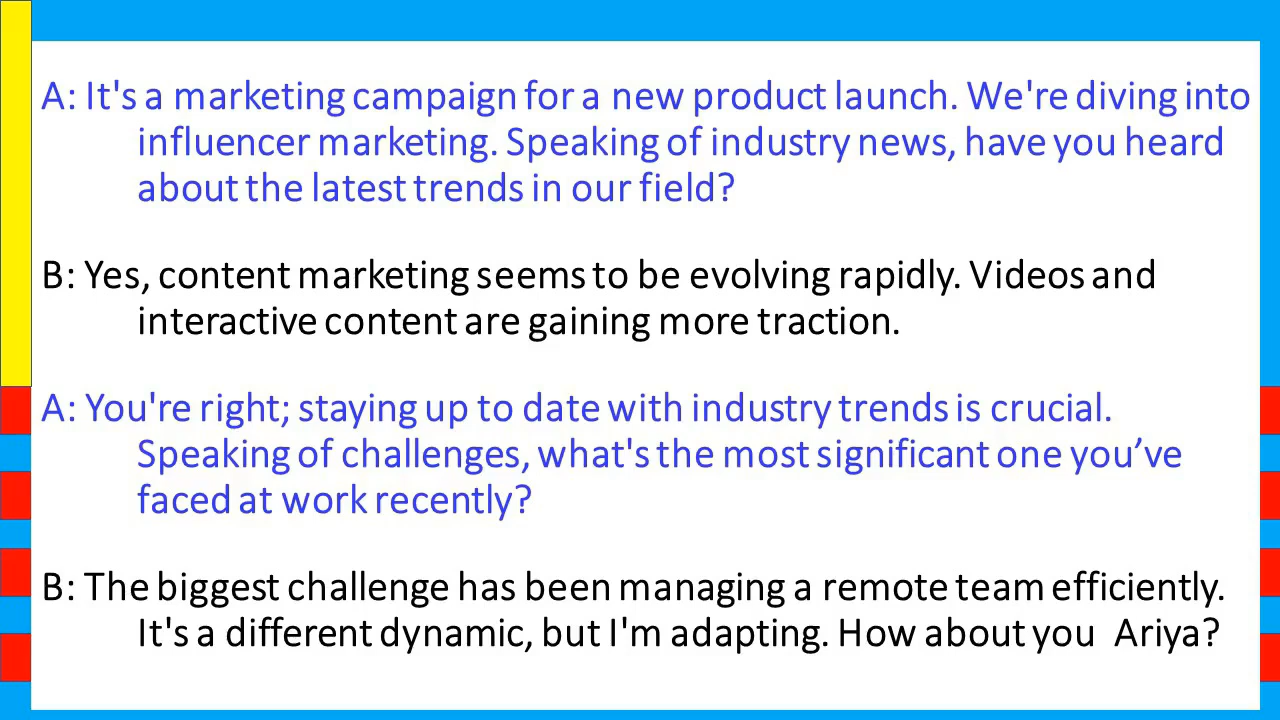 A: It's a marketing campaign for a new product launch. We're diving into
influencer marketing. Speaking of industry news, have you heard
about the latest trends in our field?
B: Yes, content marketing seems to be evolving rapidly. Videos and
interactive content are gaining more traction.
A: You're right; staying up to date with industry trends is crucial.
Speaking of challenges, what's the most significant one you’ve
faced at work recently?
B: The biggest challenge has been managing a remote team efficiently.
It's a different dynamic, but I'm adapting. How about you  Ariya?